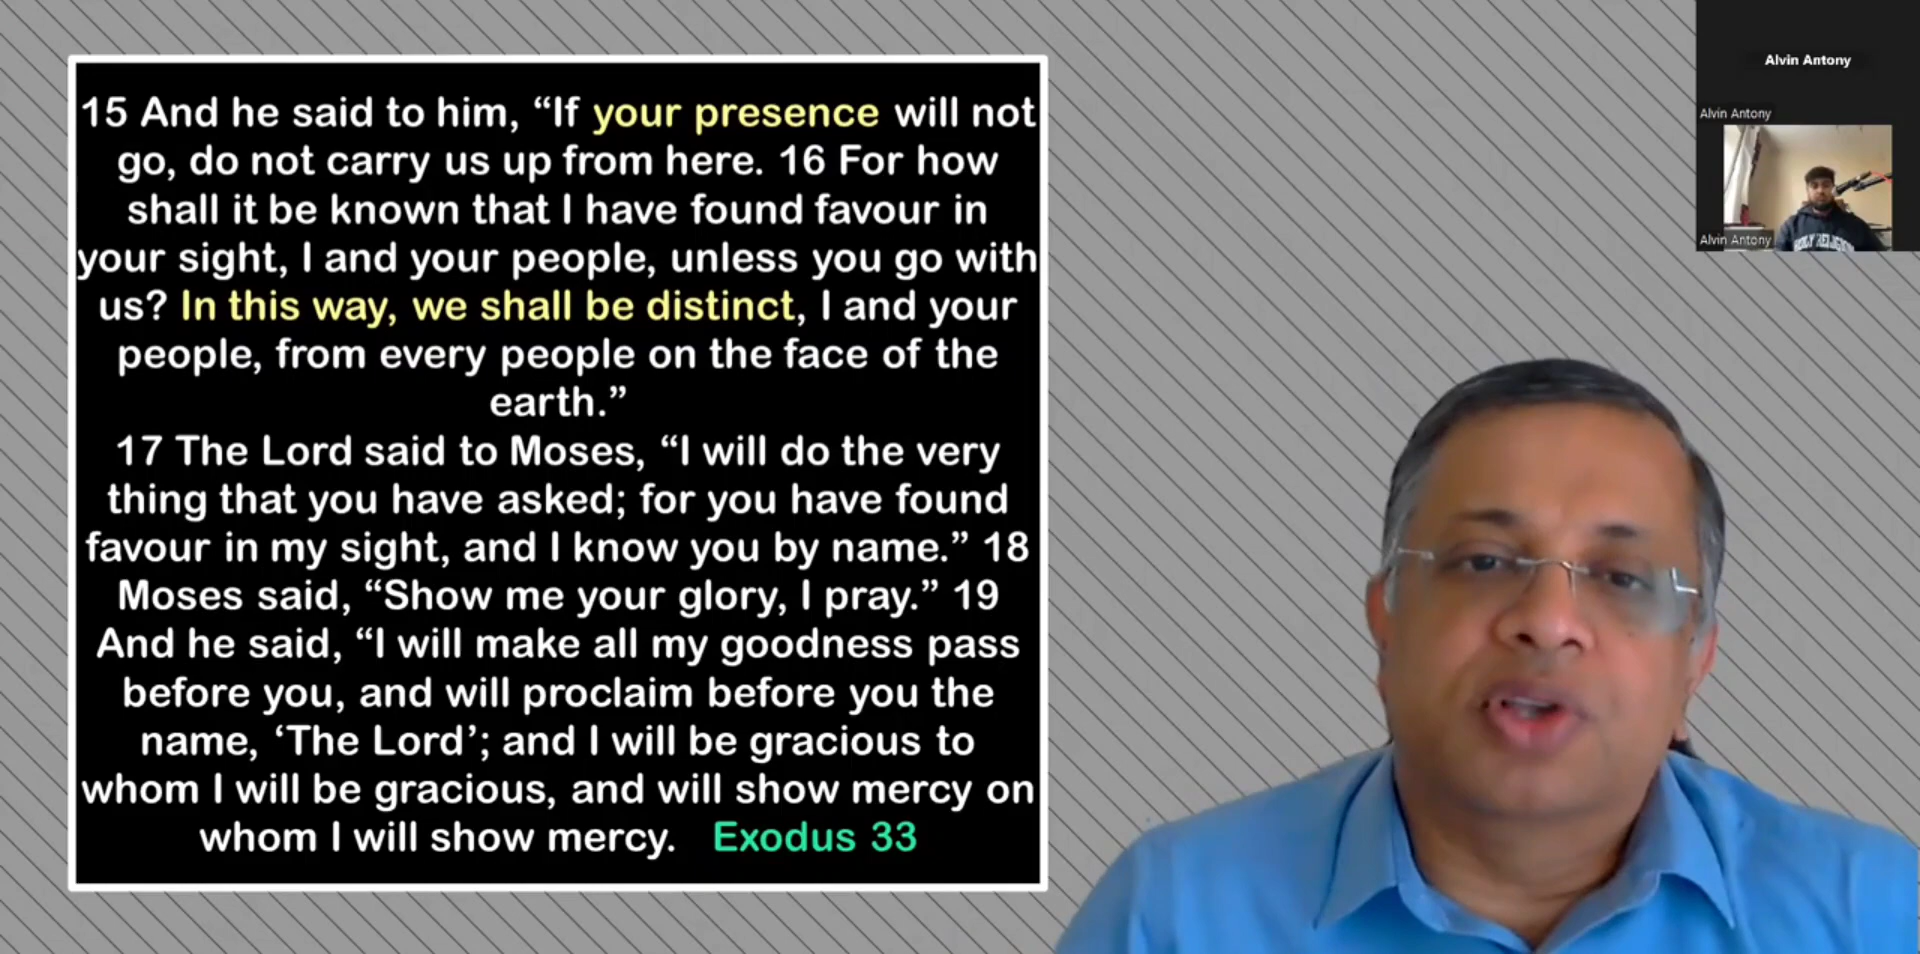 15 And he said to him, “If your presence will not
go, do not carry us up from here. 16 For how
shall it be known that I have found favour in
your sight, I and your people, unless you go with
us? In this way, we shall be distinct, I and your
people, from every people on the face of the
earth.”
17 The Lord said to Moses, “I will do the very
thing that you have asked; for you have found
favour in my sight, and I know you by name.” 18
Moses said, “Show me your glory, I pray.” 19
And he said, “I will make all my goodness pass
before you, and will proclaim before you the
name, ‘The Lord’; and I will be gracious to
whom I will be gracious, and will show mercy on
whom I will show mercy. Exodus 33
Alvin Antony
Alvin Antony
Alvin Antony